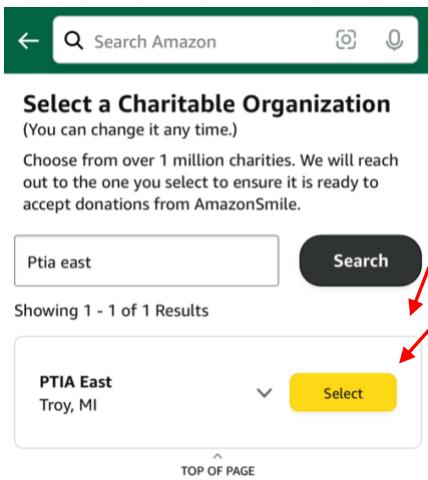 Search Amazon
Select a Charitable Organization
(You can change it any time.)
Choose from over 1 million charities. We will reach
out to the one you select to ensure it is ready to
accept donations from AmazonSmile.
Ptia east
Search
Showing 1 - 1 of 1 Results
PTIA East
Troy, MI
Select
TOP OF PAGE